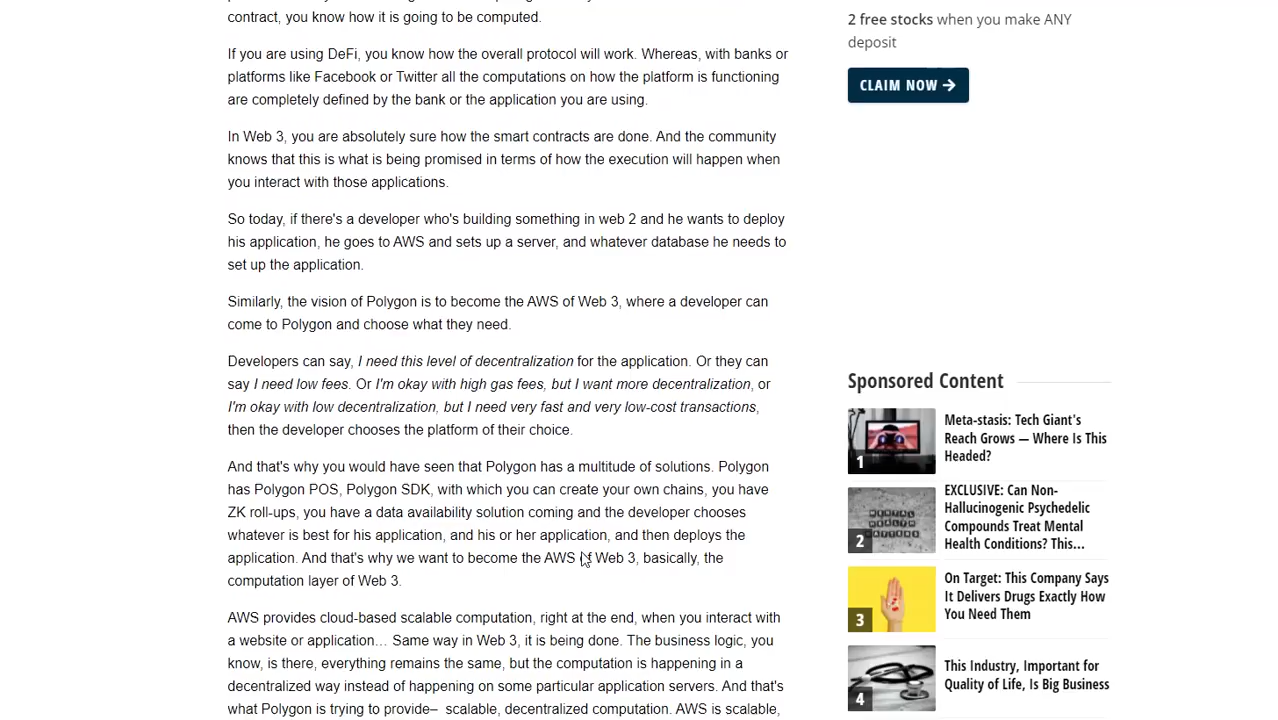 contract, you know how it is going to be computed.
If you are using DeFi, you know how the overall protocol will work. Whereas, with banks or
platforms like Facebook or Twitter all the computations on how the platform is functioning
are completely defined by the bank or the application you are using.
In Web 3, you are absolutely sure how the smart contracts are done. And the community
knows that this is what is being promised in terms of how the execution will happen when
you interact with those applications.
So today, if there's a developer who's building something in web 2 and he wants to deploy
his application, he goes to AWS and sets up a server, and whatever database he needs to
set up the application.
Similarly, the vision of Polygon is to become the AWS of Web 3, where a developer can
come to Polygon and choose what they need.
Developers can say, I need this level of decentralization for the application. Or they can
say I need low fees. Or I'm okay with high gas fees, but I want more decentralization, or
I'm okay with low decentralization, but I need very fast and very low-cost transactions,
then the developer chooses the platform of their choice.
And that's why you would have seen that Polygon has a multitude of solutions. Polygon
has Polygon POS, Polygon SDK, with which you can create your own chains, you have
ZK roll-ups, you have a data availability solution coming and the developer chooses
whatever is best for his application, and his or her application, and then deploys the
application. And that's why we want to become the AWS of Web 3, basically, the
computation layer of Web 3.
AWS provides cloud-based scalable computation, right at the end, when you interact with
a website or application… Same way in Web 3, it is being done. The business logic, you
know, is there, everything remains the same, but the computation is happening in a
decentralized way instead of happening on some particular application servers. And that's
what Polygon is trying to provide– scalable, decentralized computation. AWS is scalable,
2 free stocks when you make ANY
deposit
CLAIM NOW →
Sponsored Content
1
Meta-stasis: Tech Giant's
Reach Grows — Where Is This
Headed?
2
MENTAL
HEALTH
MATTERS
EXCLUSIVE: Can Non-
Hallucinogenic Psychedelic
Compounds Treat Mental
Health Conditions? This...
3
On Target: This Company Says
It Delivers Drugs Exactly How
You Need Them
4
This Industry, Important for
Quality of Life, Is Big Business